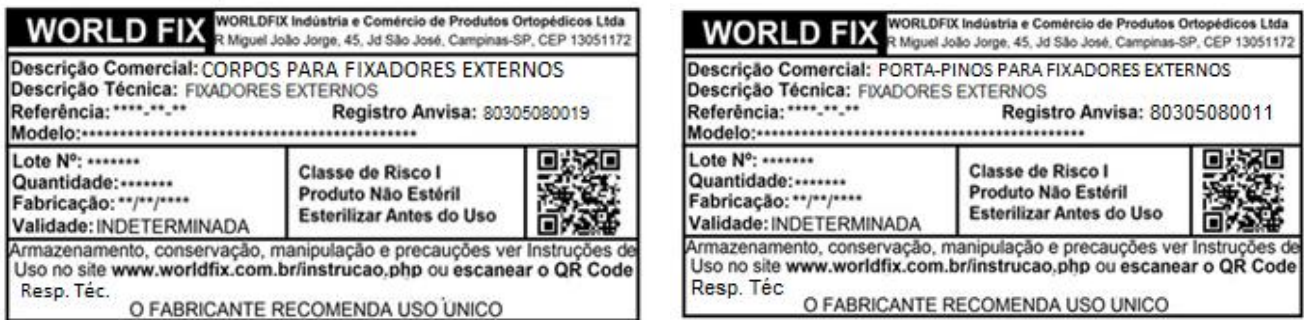 WORLD FIX
WORLDFIX Indústria e Comércio de Produtos Ortopédicos Ltda
R Miguel João Jorge, 45, Jd São José, Campinas-SP, CEP 13051172
Descrição Comercial: CORPOS PARA FIXADORES EXTERNOS
Descrição Técnica: FIXADORES EXTERNOS
Referência: ****-**-** Registro Anvisa: 80305080019
Modelo:********************************************
Lote Nº: *******
Quantidade:*******
Fabricação: **/**/****
Validade: INDETERMINADA
Classe de Risco I
Produto Não Estéril
Esterilizar Antes do Uso
Armazenamento, conservação, manipulação e precauções ver Instruções de
Uso no site www.worldfix.com.br/instrucao,php ou escanear o QR Code
Resp. Téc.
O FABRICANTE RECOMENDA USO UNICO
WORLD FIX
WORLDFIX Indústria e Comércio de Produtos Ortopédicos Ltda
R Miguel João Jorge, 45, Jd São José, Campinas-SP, CEP 13051172
Descrição Comercial: PORTA-PINOS PARA FIXADORES EXTERNOS
Descrição Técnica: FIXADORES EXTERNOS
Referência: ****-**-** Registro Anvisa: 80305080011
Modelo:********************************************
Lote Nº: *******
Quantidade:*******
Fabricação: **/**/****
Validade: INDETERMINADA
Classe de Risco I
Produto Não Estéril
Esterilizar Antes do Uso
Armazenamento, conservação, manipulação e precauções ver Instruções de
Uso no site www.worldfix.com.br/instrucao,php ou escanear o QR Code
Resp. Téc
O FABRICANTE RECOMENDA USO UNICO